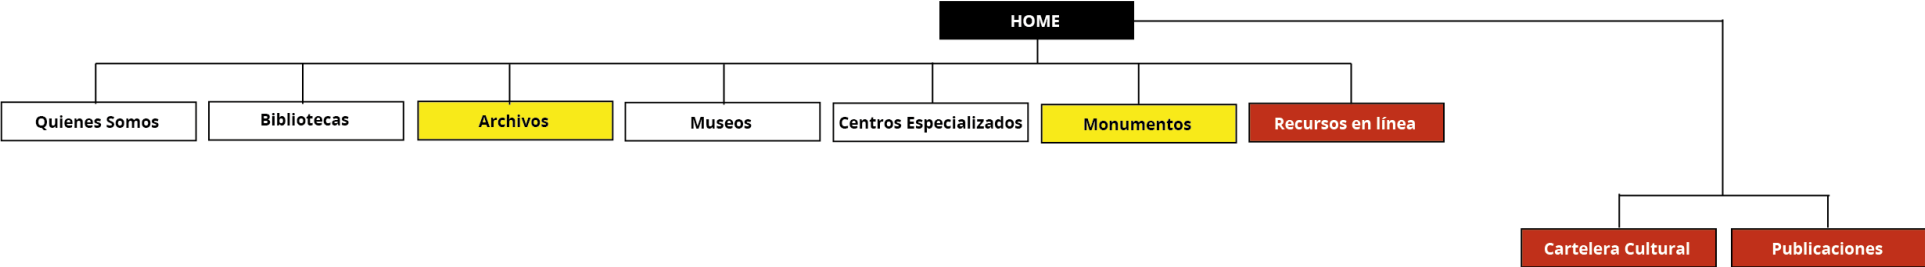 HOME
Quienes Somos
Bibliotecas
Archivos
Museos
Centros Especializados
Monumentos
Recursos en línea
Cartelera Cultural
Publicaciones